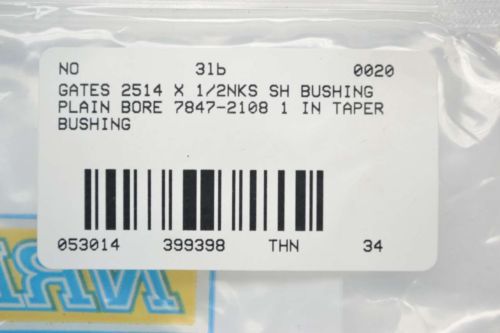 NO 31b 0020
GATES 2514 X 1/2NKS SH BUSHING
PLAIN BORE 7847-2108 1 IN TAPER
BUSHING
053014 399398 THN 34